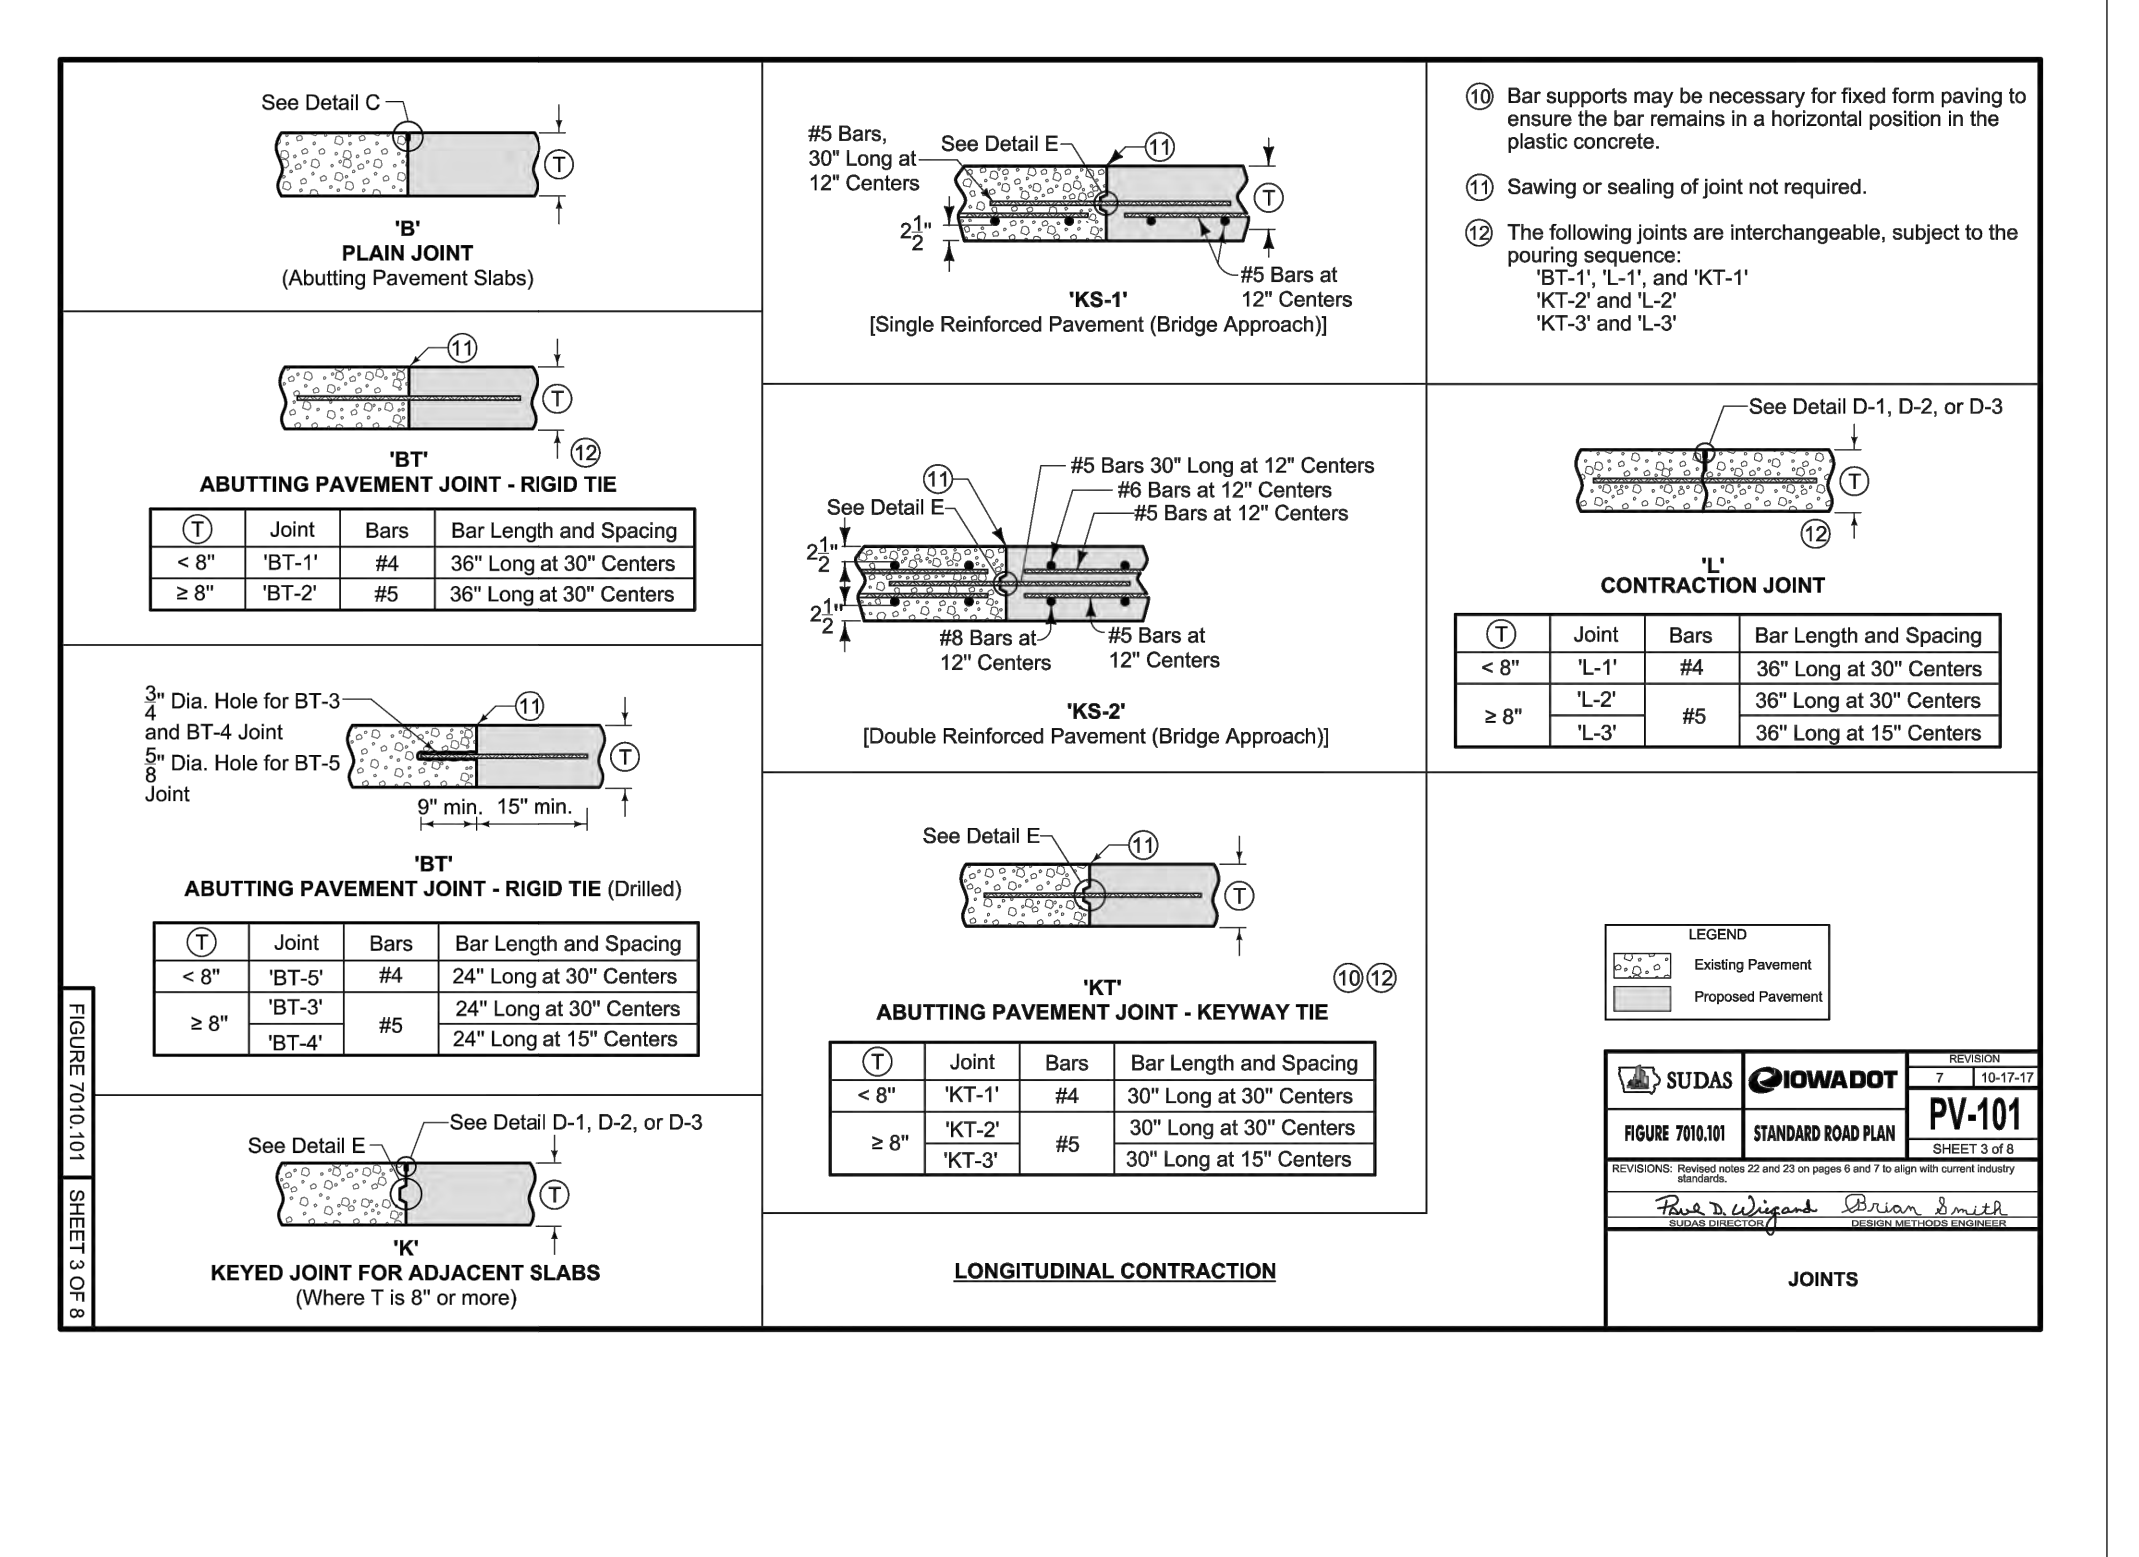 See Detail C
T
'B'
PLAIN JOINT
(Abutting Pavement Slabs)
11
T
12
'BT'
ABUTTING PAVEMENT JOINT - RIGID TIE
T Joint Bars Bar Length and Spacing
< 8" 'BT-1' #4 36" Long at 30" Centers
≥ 8" 'BT-2' #5 36" Long at 30" Centers
3/4" Dia. Hole for BT-3
and BT-4 Joint
5/8" Dia. Hole for BT-5
Joint
11
T
9" min. 15" min.
'BT'
ABUTTING PAVEMENT JOINT - RIGID TIE (Drilled)
T Joint Bars Bar Length and Spacing
< 8" 'BT-5' #4 24" Long at 30" Centers
≥ 8" 'BT-3' #5 24" Long at 30" Centers
'BT-4' 24" Long at 15" Centers
See Detail D-1, D-2, or D-3
See Detail E
T
'K'
KEYED JOINT FOR ADJACENT SLABS
(Where T is 8" or more)
FIGURE 7010.101
SHEET 3 OF 8
#5 Bars,
30" Long at
12" Centers
See Detail E
11
T
2 1/2"
#5 Bars at
12" Centers
'KS-1'
[Single Reinforced Pavement (Bridge Approach)]
11
See Detail E
#5 Bars 30" Long at 12" Centers
#6 Bars at 12" Centers
#5 Bars at 12" Centers
2 1/2"
2 1/2"
#8 Bars at
12" Centers
#5 Bars at
12" Centers
'KS-2'
[Double Reinforced Pavement (Bridge Approach)]
See Detail E
11
T
10 12
'KT'
ABUTTING PAVEMENT JOINT - KEYWAY TIE
T Joint Bars Bar Length and Spacing
< 8" 'KT-1' #4 30" Long at 30" Centers
≥ 8" 'KT-2' #5 30" Long at 30" Centers
'KT-3' 30" Long at 15" Centers
LONGITUDINAL CONTRACTION
10 Bar supports may be necessary for fixed form paving to
ensure the bar remains in a horizontal position in the
plastic concrete.
11 Sawing or sealing of joint not required.
12 The following joints are interchangeable, subject to the
pouring sequence:
'BT-1', 'L-1', and 'KT-1'
'KT-2' and 'L-2'
'KT-3' and 'L-3'
See Detail D-1, D-2, or D-3
T
12
'L'
CONTRACTION JOINT
T Joint Bars Bar Length and Spacing
< 8" 'L-1' #4 36" Long at 30" Centers
≥ 8" 'L-2' #5 36" Long at 30" Centers
'L-3' 36" Long at 15" Centers
LEGEND
Existing Pavement
Proposed Pavement
SUDAS
IOWADOT
REVISION
7 10-17-17
FIGURE 7010.101
STANDARD ROAD PLAN
PV-101
SHEET 3 of 8
REVISIONS: Revised notes 22 and 23 on pages 6 and 7 to align with current industry
standards.
Paul D. Wiegand Brian Smith
SUDAS DIRECTOR DESIGN METHODS ENGINEER
JOINTS